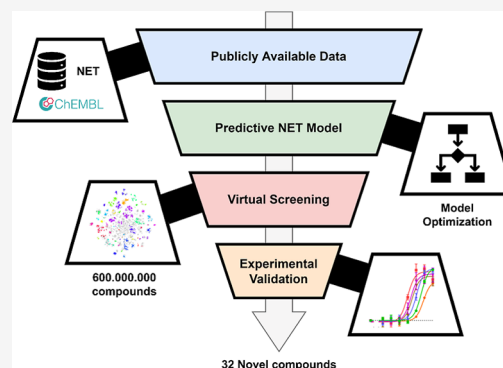 Publicly Available Data
NET
ChEMBL
Predictive NET Model
Model
Optimization
Virtual Screening
600.000.000
compounds
Experimental
Validation
32 Novel compounds